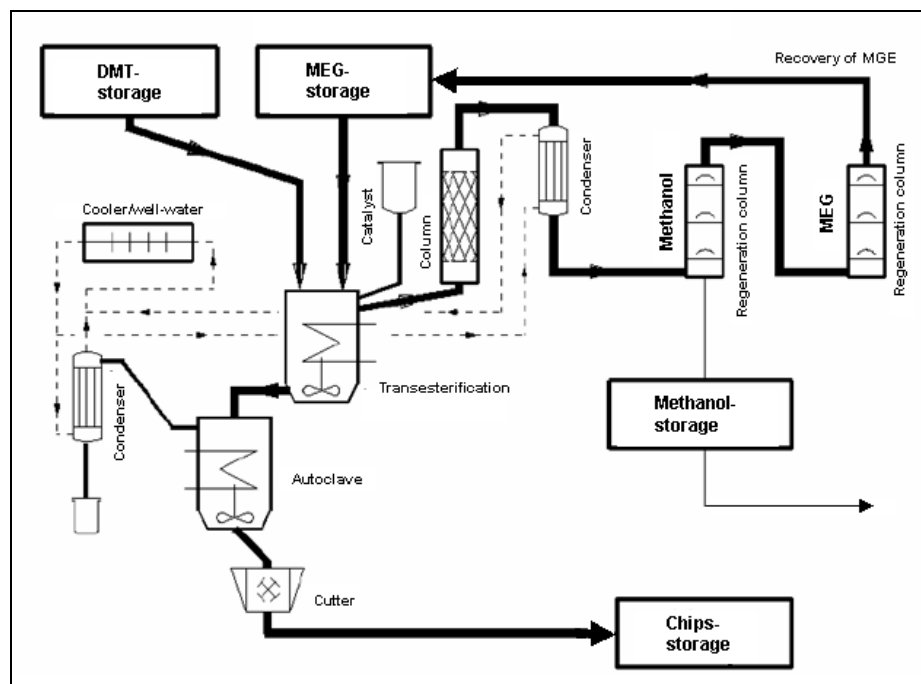 DMT-
storage
MEG-
storage
Recovery of MGE
Catalyst
Column
Condenser
Methanol
Regeneration column
MEG
Regeneration column
Cooler/well-water
Transesterification
Condenser
Methanol-
storage
Autoclave
Cutter
Chips-
storage